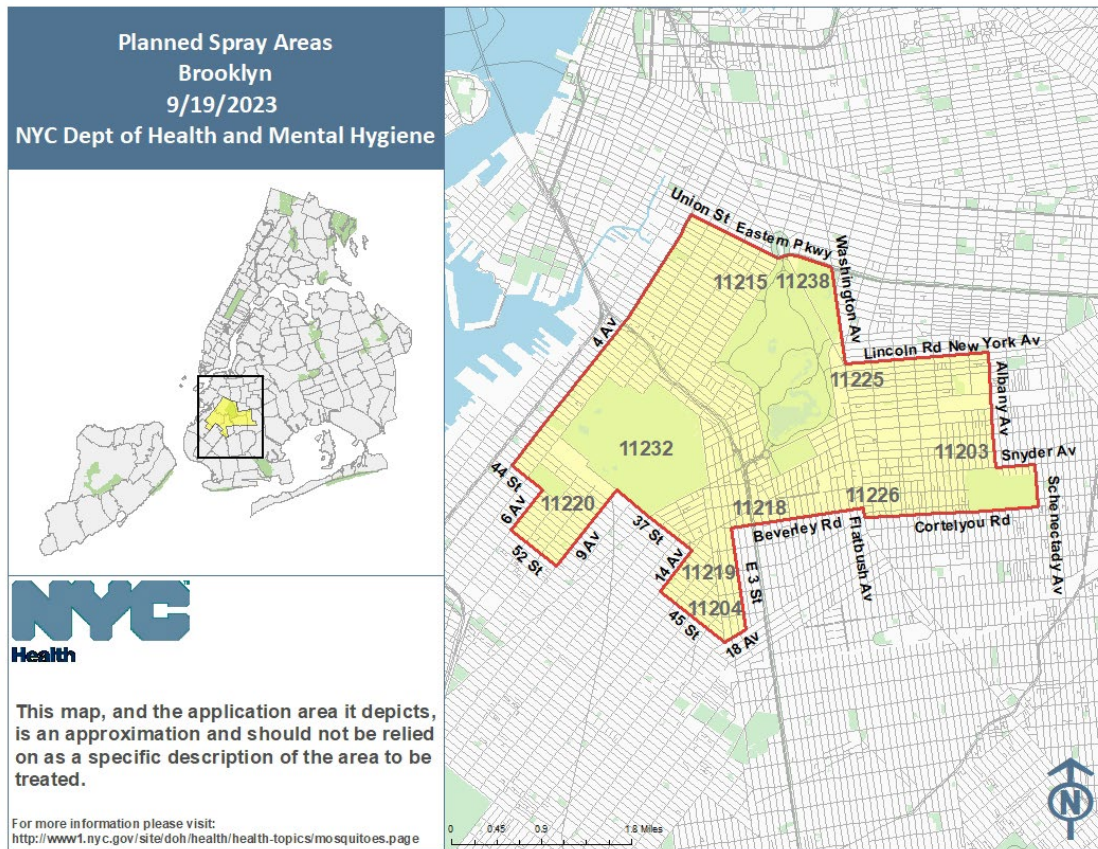 Planned Spray Areas
Brooklyn
9/19/2023
NYC Dept of Health and Mental Hygiene
Union St
Eastern Pkwy
Washington Av
11215
11238
4 Av
Lincoln Rd
New York Av
11225
Albany Av
11232
11203
Snyder Av
44 St
11220
6 Av
52 St
9 Av
37 St
11218
11226
Beverley Rd
Flatbush Av
Cortelyou Rd
Schenectady Av
14 Av
11219
11204
E 3 St
45 St
18 Av
NYC
Health
This map, and the application area it depicts,
is an approximation and should not be relied
on as a specific description of the area to be
treated.
For more information please visit:
http://www1.nyc.gov/site/doh/health/health-topics/mosquitoes.page
0 0.45 0.9 1.8 Miles
N